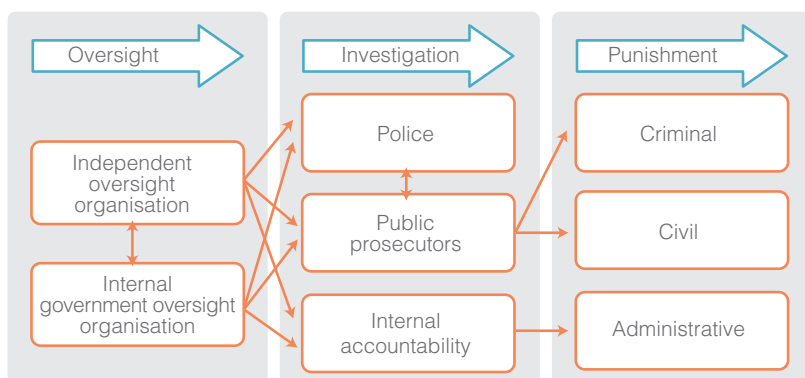 Oversight
Investigation
Punishment
Independent
oversight
organisation
Internal
government oversight
organisation
Police
Public
prosecutors
Internal
accountability
Criminal
Civil
Administrative